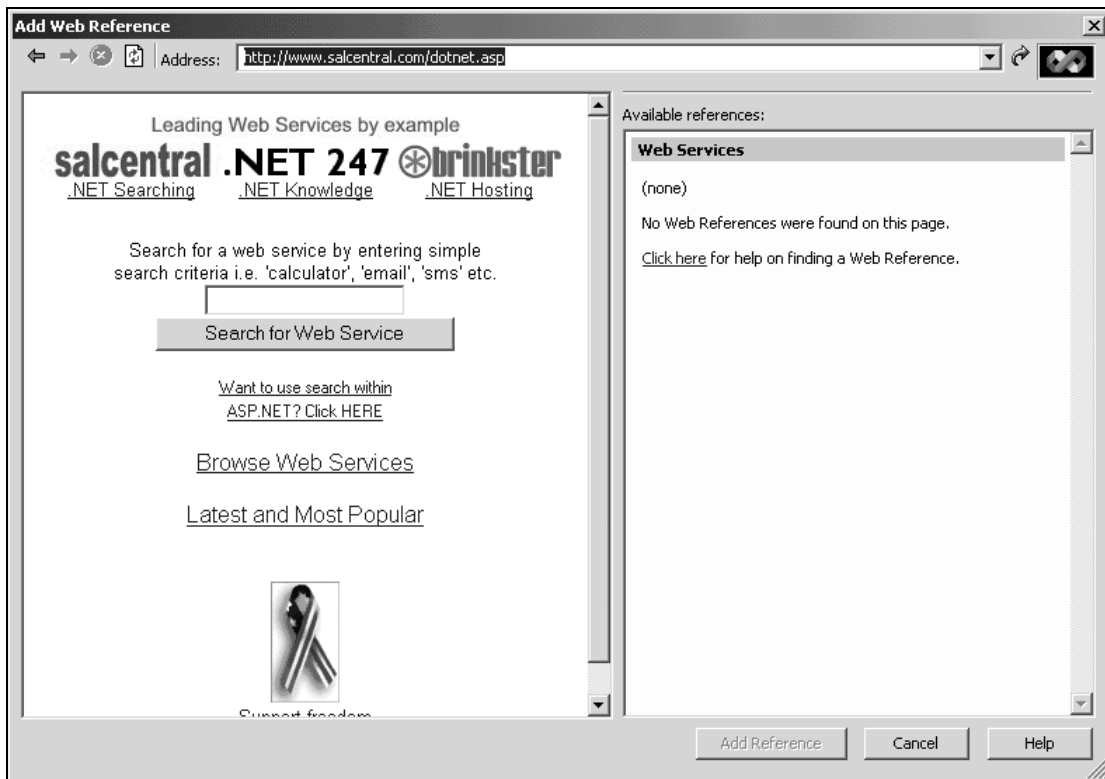 Add Web Reference
Address: http://www.salcentral.com/dotnet.asp
Leading Web Services by example
salcentral .NET 247 brinkster
.NET Searching .NET Knowledge .NET Hosting
Search for a web service by entering simple
search criteria i.e. 'calculator', 'email', 'sms' etc.
Search for Web Service
Want to use search within
ASP.NET? Click HERE
Browse Web Services
Latest and Most Popular
Support freedom
Available references:
Web Services
(none)
No Web References were found on this page.
Click here for help on finding a Web Reference.
Add Reference Cancel Help